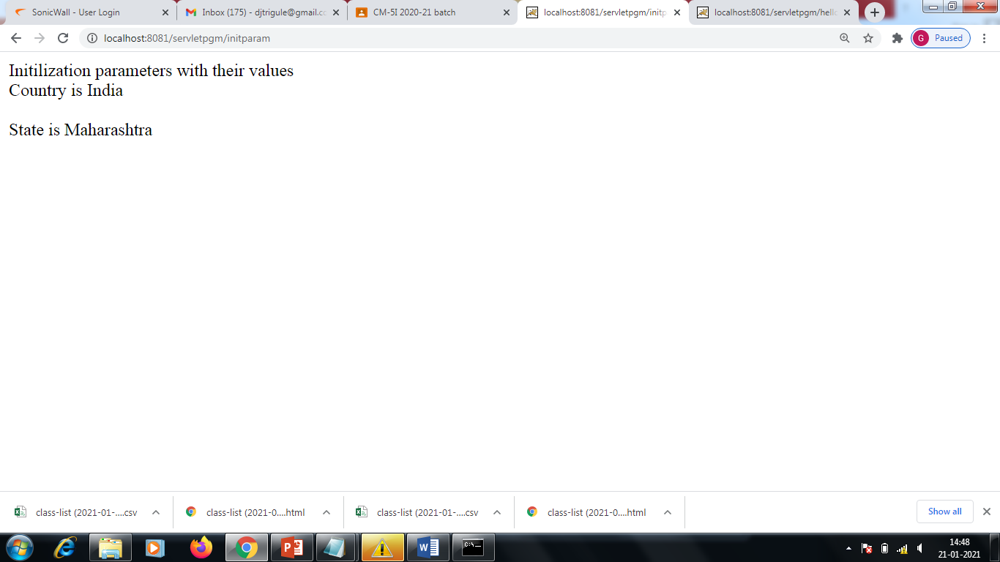 SonicWall - User Login
Inbox (175) - djtrigule@gmail.cc
CM-5I 2020-21 batch
localhost:8081/servletpgm/initp
localhost:8081/servletpgm/hell
localhost:8081/servletpgm/initparam
G Paused
Initilization parameters with their values
Country is India
State is Maharashtra
class-list (2021-01-....csv
class-list (2021-0....html
class-list (2021-01-....csv
class-list (2021-0....html
Show all
C:\_
14:48
21-01-2021